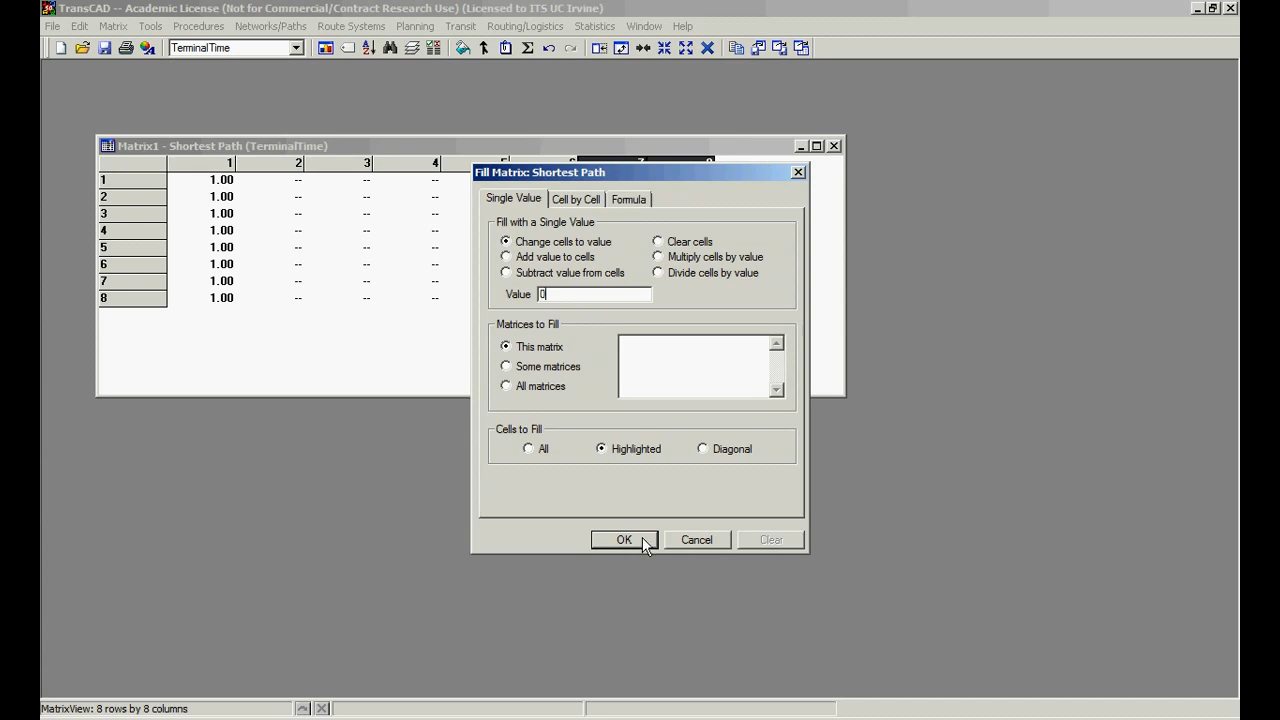 TransCAD -- Academic License (Not for Commercial/Contract Research Use) (Licensed to ITS UC Irvine)
File Edit Matrix Tools Procedures Networks/Paths Route Systems Planning Transit Routing/Logistics Statistics Window Help
TerminalTime
Matrix1 - Shortest Path (TerminalTime)
1 2 3 4
1 1.00 -- -- --
2 1.00 -- -- --
3 1.00 -- -- --
4 1.00 -- -- --
5 1.00 -- -- --
6 1.00 -- -- --
7 1.00 -- -- --
8 1.00 -- -- --
Fill Matrix: Shortest Path
Single Value Cell by Cell Formula
Fill with a Single Value
Change cells to value Clear cells
Add value to cells Multiply cells by value
Subtract value from cells Divide cells by value
Value 0
Matrices to Fill
This matrix
Some matrices
All matrices
Cells to Fill
All Highlighted Diagonal
OK Cancel Clear
MatrixView: 8 rows by 8 columns